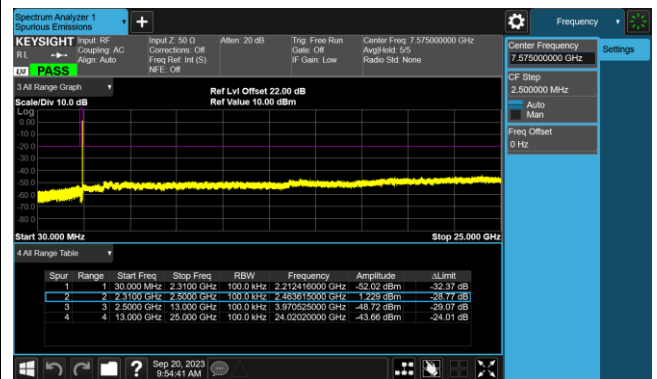 Spectrum Analyzer 1
Spurious Emissions
Frequency
KEYSIGHT Input: RF Input Z: 50 Ω Atten: 20 dB Trig: Free Run Center Freq: 7.575000000 GHz
RL Coupling: AC Corrections: Off Gate: Off Avg|Hold: 5/5
Align: Auto Freq Ref: Int (S) IF Gain: Low Radio Std: None
LXI PASS NFE: Off
Center Frequency
7.575000000 GHz
Settings
CF Step
2.500000 MHz
Auto
Man
Freq Offset
0 Hz
3 All Range Graph
Ref Lvl Offset 22.00 dB
Scale/Div 10.0 dB Ref Value 10.00 dBm
Log
0.00
-10.0
-20.0
-30.0
-40.0
-50.0
-60.0
-70.0
-80.0
Start 30.000 MHz Stop 25.000 GHz
4 All Range Table
Spur Range Start Freq Stop Freq RBW Frequency Amplitude ΔLimit
1 1 30.000 MHz 2.3100 GHz 100.0 kHz 2.212416000 GHz -52.02 dBm -32.37 dB
2 2 2.3100 GHz 2.5000 GHz 100.0 kHz 2.463615000 GHz 1.229 dBm -28.77 dB
3 3 2.5000 GHz 13.000 GHz 100.0 kHz 3.970525000 GHz -48.72 dBm -29.07 dB
4 4 13.000 GHz 25.000 GHz 100.0 kHz 24.02020000 GHz -43.66 dBm -24.01 dB
Sep 20, 2023
9:54:41 AM